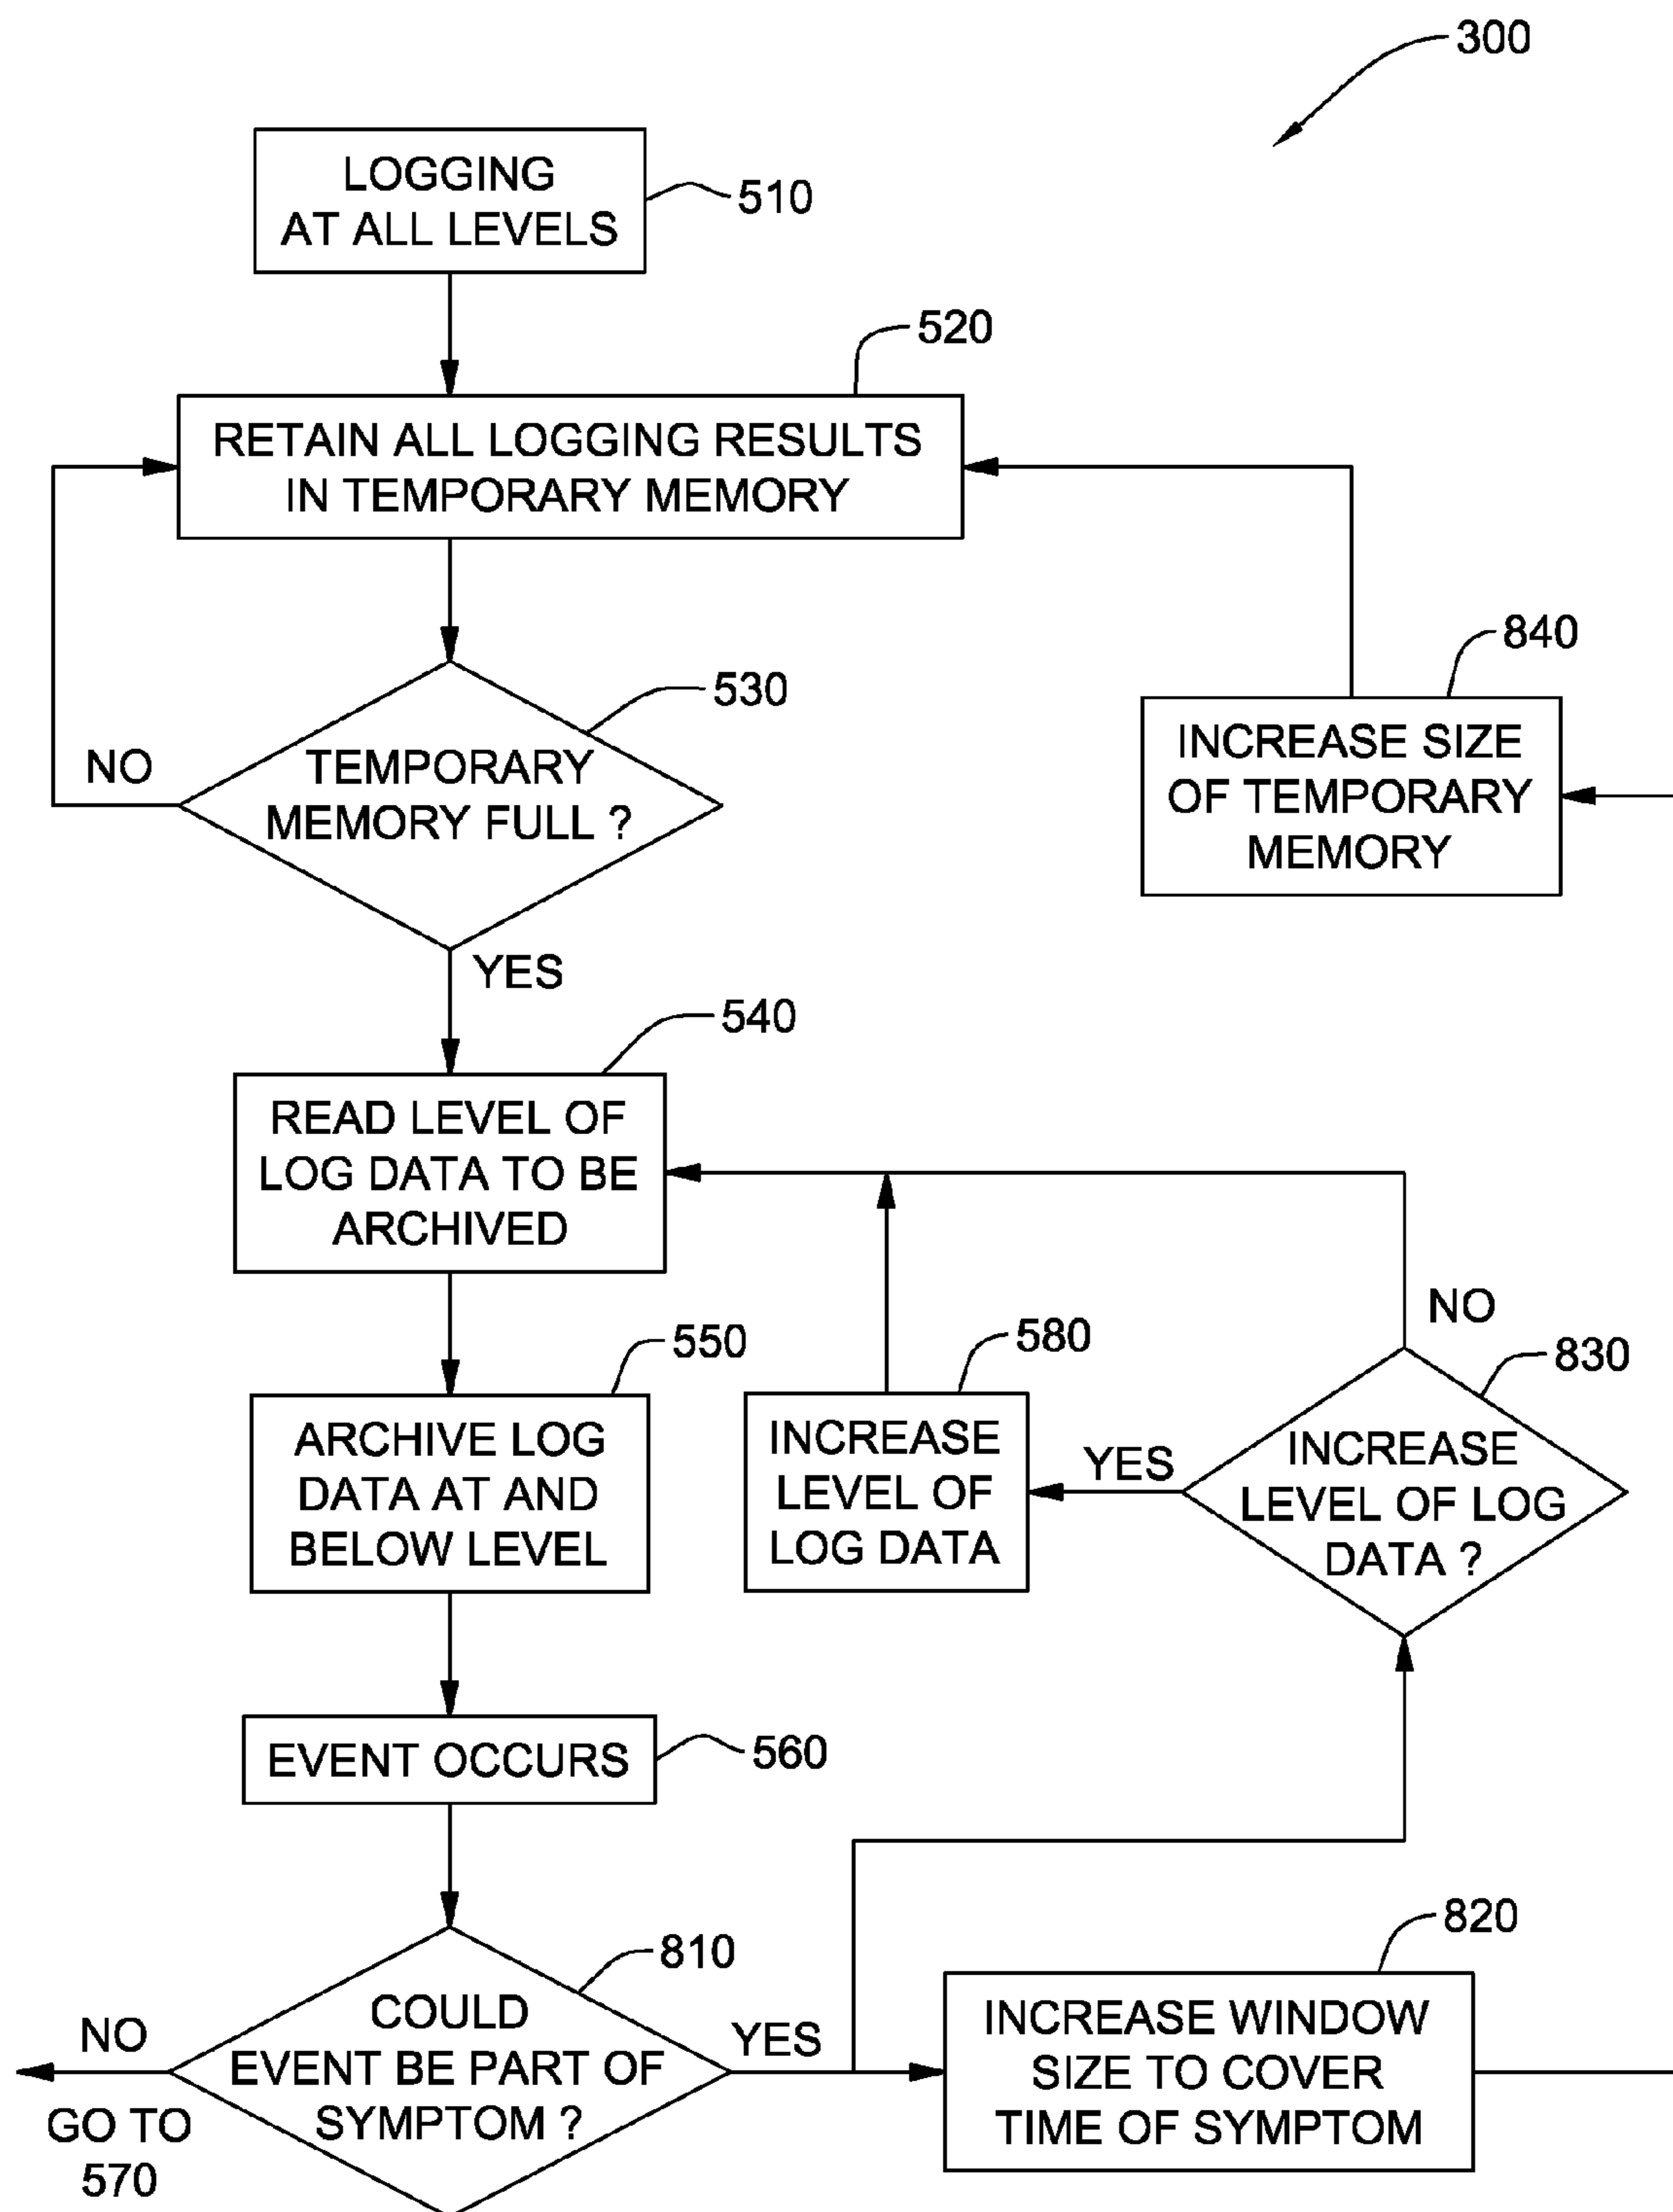 300
LOGGING
AT ALL LEVELS
510
520
RETAIN ALL LOGGING RESULTS
IN TEMPORARY MEMORY
530
TEMPORARY
MEMORY FULL ?
NO
YES
840
INCREASE SIZE
OF TEMPORARY
MEMORY
540
READ LEVEL OF
LOG DATA TO BE
ARCHIVED
550
ARCHIVE LOG
DATA AT AND
BELOW LEVEL
580
INCREASE
LEVEL OF
LOG DATA
YES
NO
830
INCREASE
LEVEL OF LOG
DATA ?
EVENT OCCURS
560
810
COULD
EVENT BE PART OF
SYMPTOM ?
NO
GO TO
570
YES
820
INCREASE WINDOW
SIZE TO COVER
TIME OF SYMPTOM